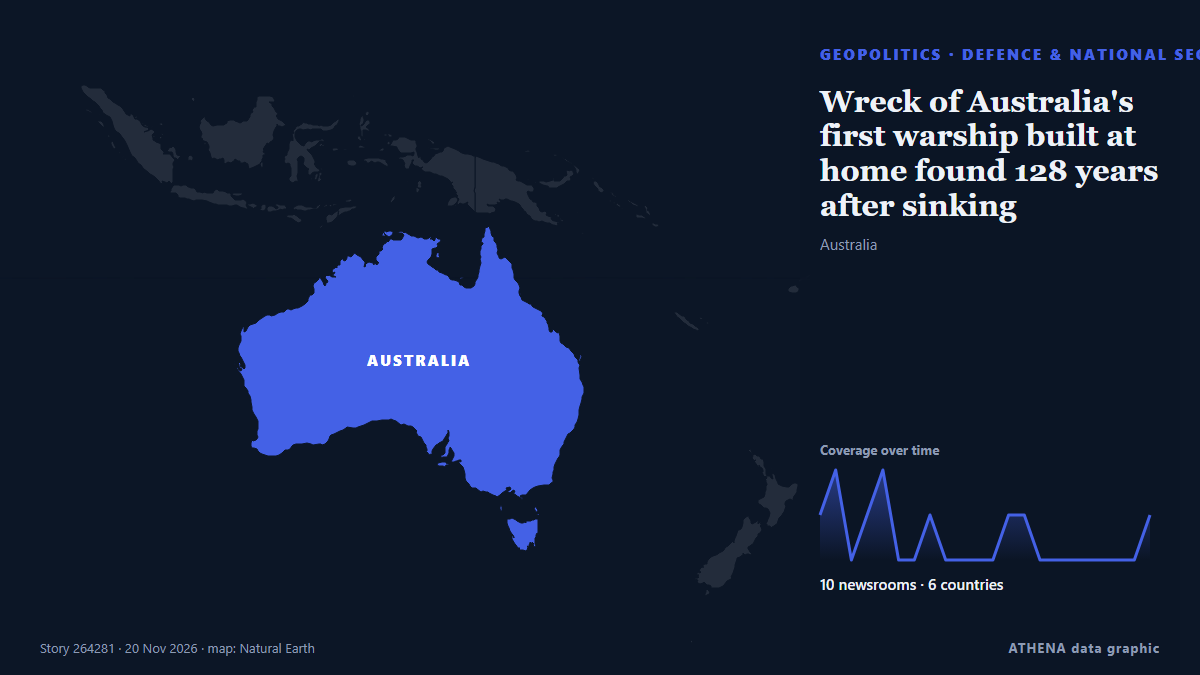 GEOPOLITICS · DEFENCE & NATIONAL
Wreck of Australia's
first warship built at
home found 128 years
after sinking
Australia
AUSTRALIA
Coverage over time
10 newsrooms · 6 countries
Story 264281 · 20 Nov 2026 · map: Natural Earth
ATHENA data graphic